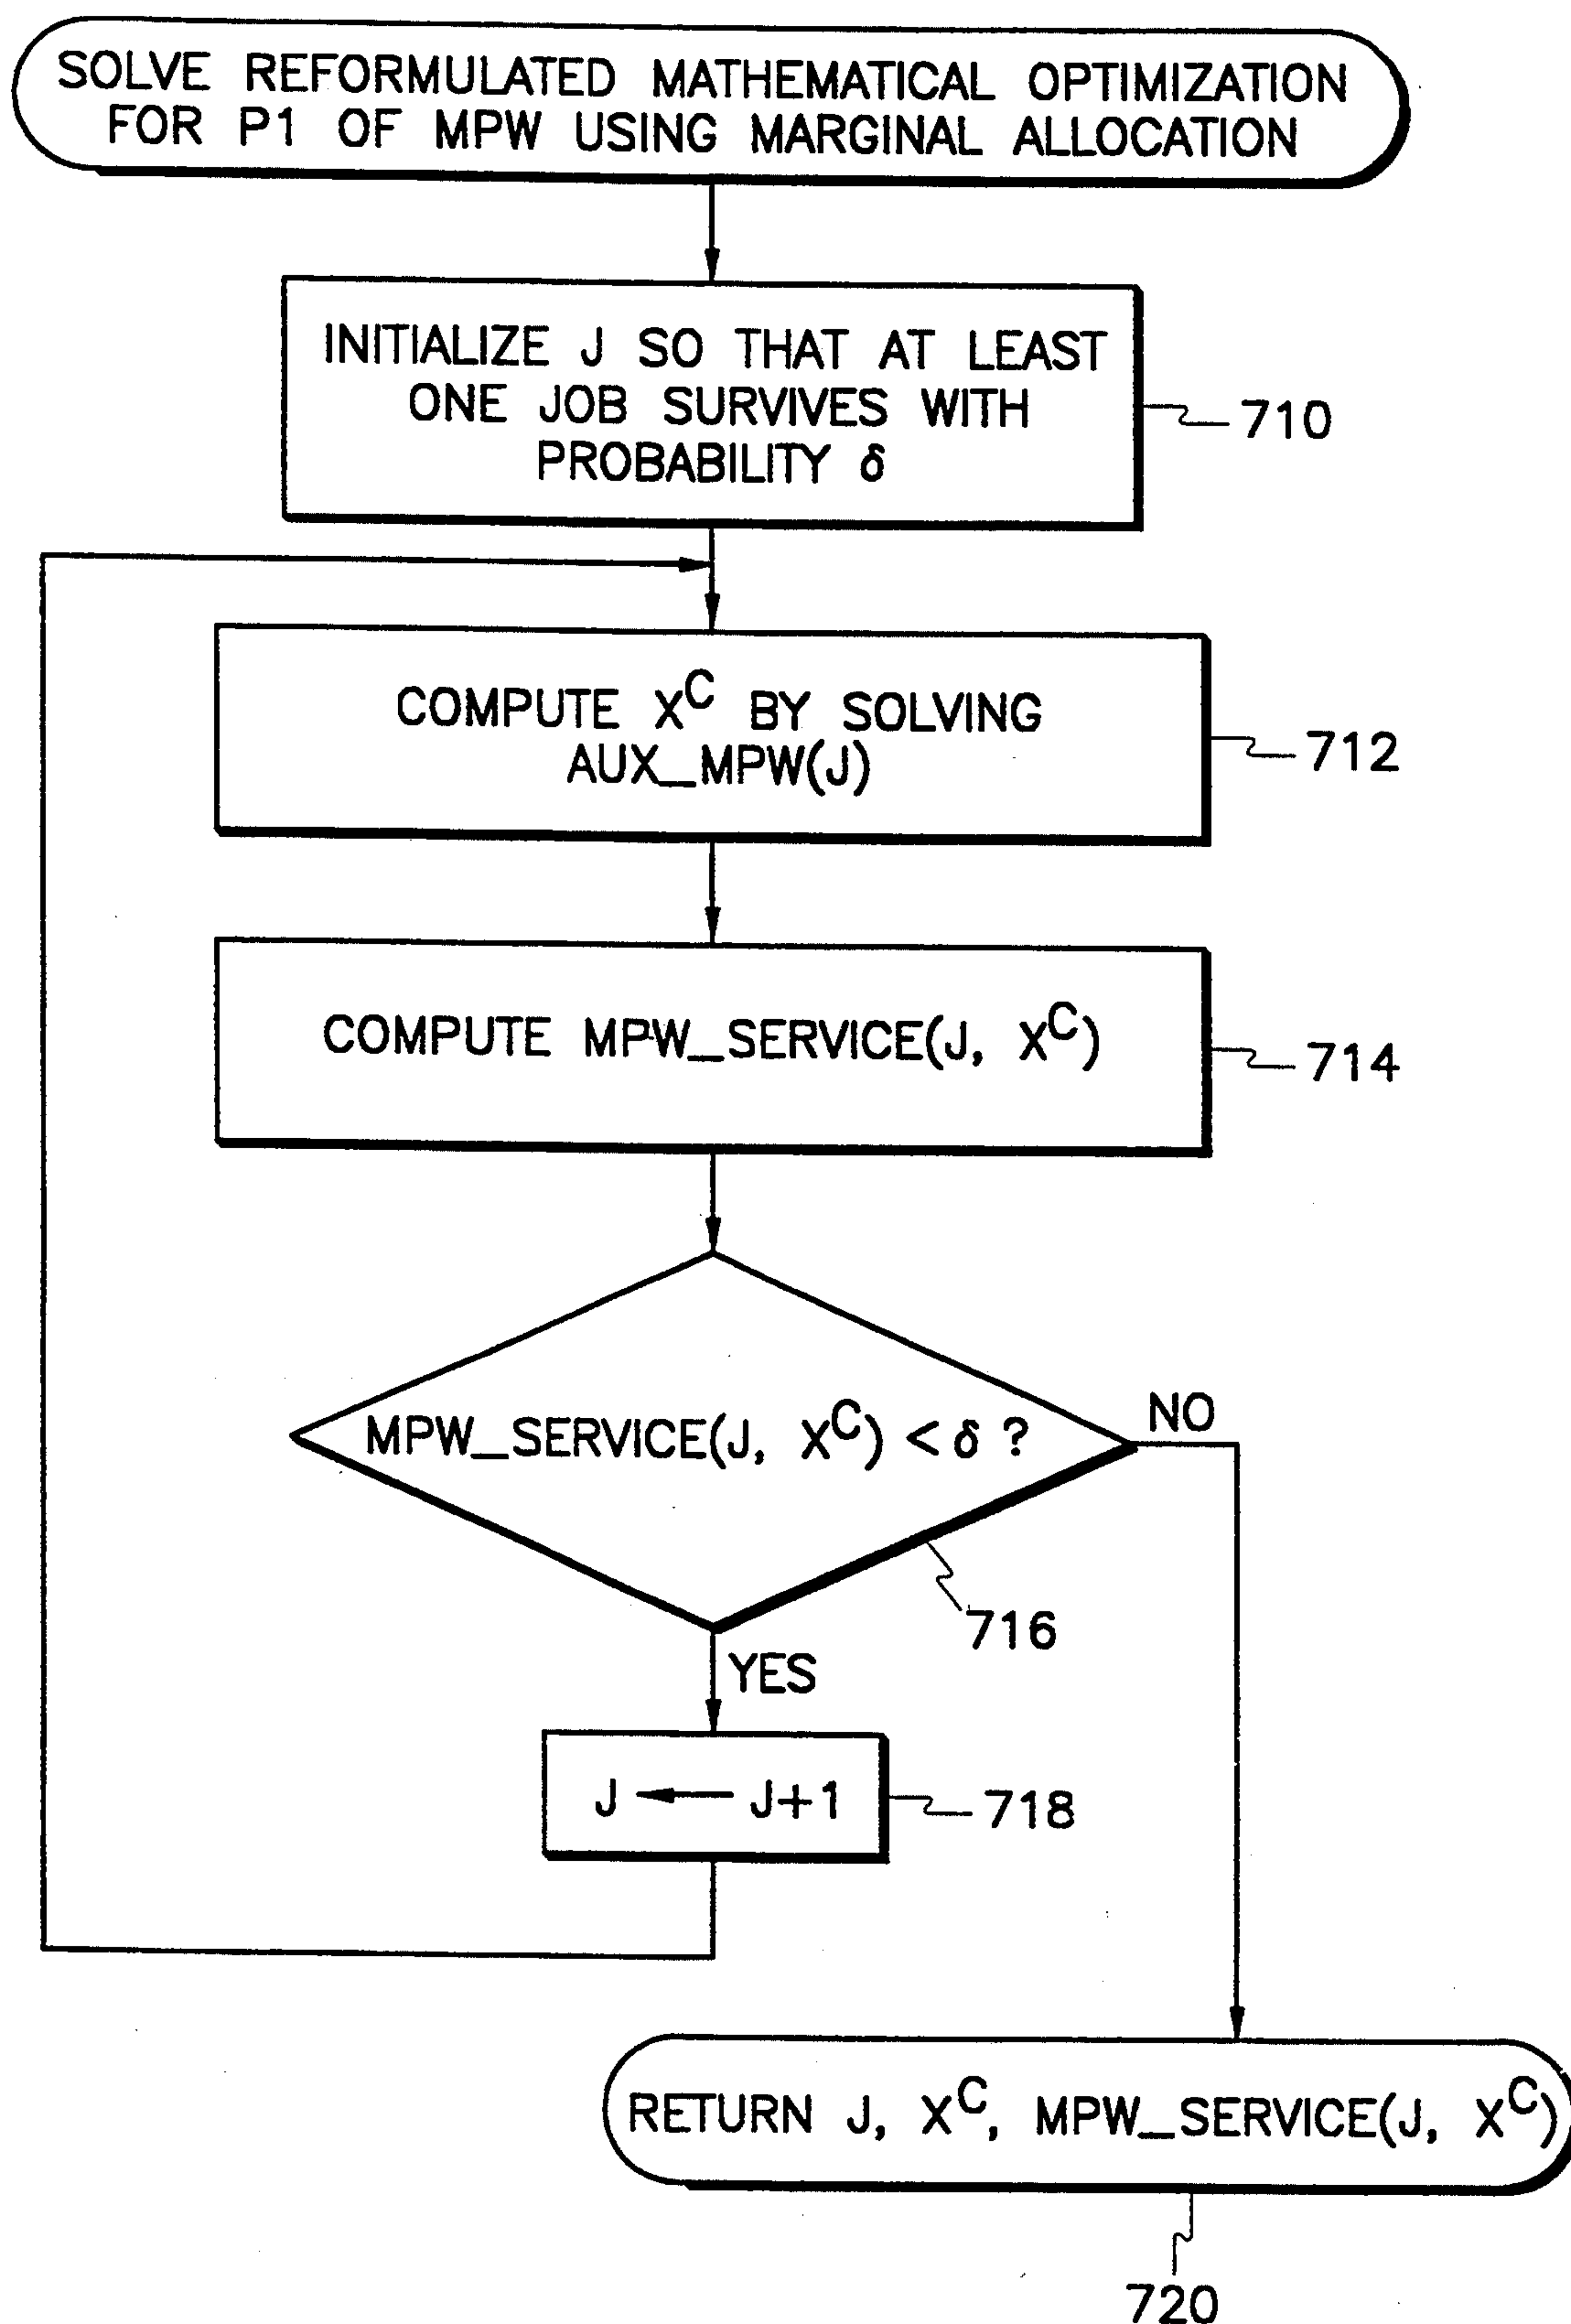 SOLVE REFORMULATED MATHEMATICAL OPTIMIZATION
FOR P1 OF MPW USING MARGINAL ALLOCATION
INITIALIZE J SO THAT AT LEAST
ONE JOB SURVIVES WITH
PROBABILITY δ
710
COMPUTE X^C BY SOLVING
AUX_MPW(J)
712
COMPUTE MPW_SERVICE(J, X^C)
714
MPW_SERVICE(J, X^C) < δ ?
NO
716
YES
J ← J+1
718
RETURN J, X^C, MPW_SERVICE(J, X^C)
720